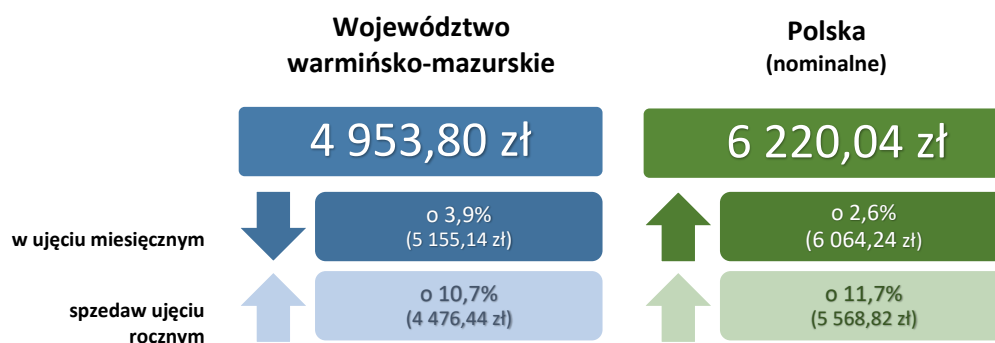 Województwo
warmińsko-mazurskie
Polska
(nominalne)
4 953,80 zł
6 220,04 zł
w ujęciu miesięcznym
o 3,9%
(5 155,14 zł)
o 2,6%
(6 064,24 zł)
spzedaw ujęciu
rocznym
o 10,7%
(4 476,44 zł)
o 11,7%
(5 568,82 zł)